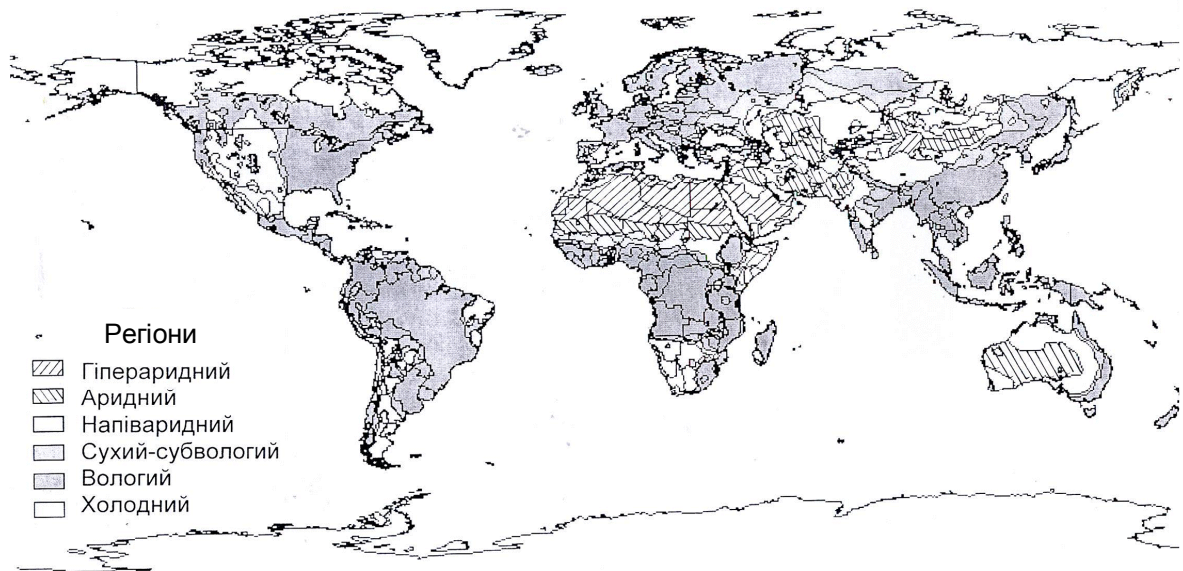 Регіони
Гіпераридний
Аридний
Напіваридний
Сухий-субвологий
Вологий
Холодний